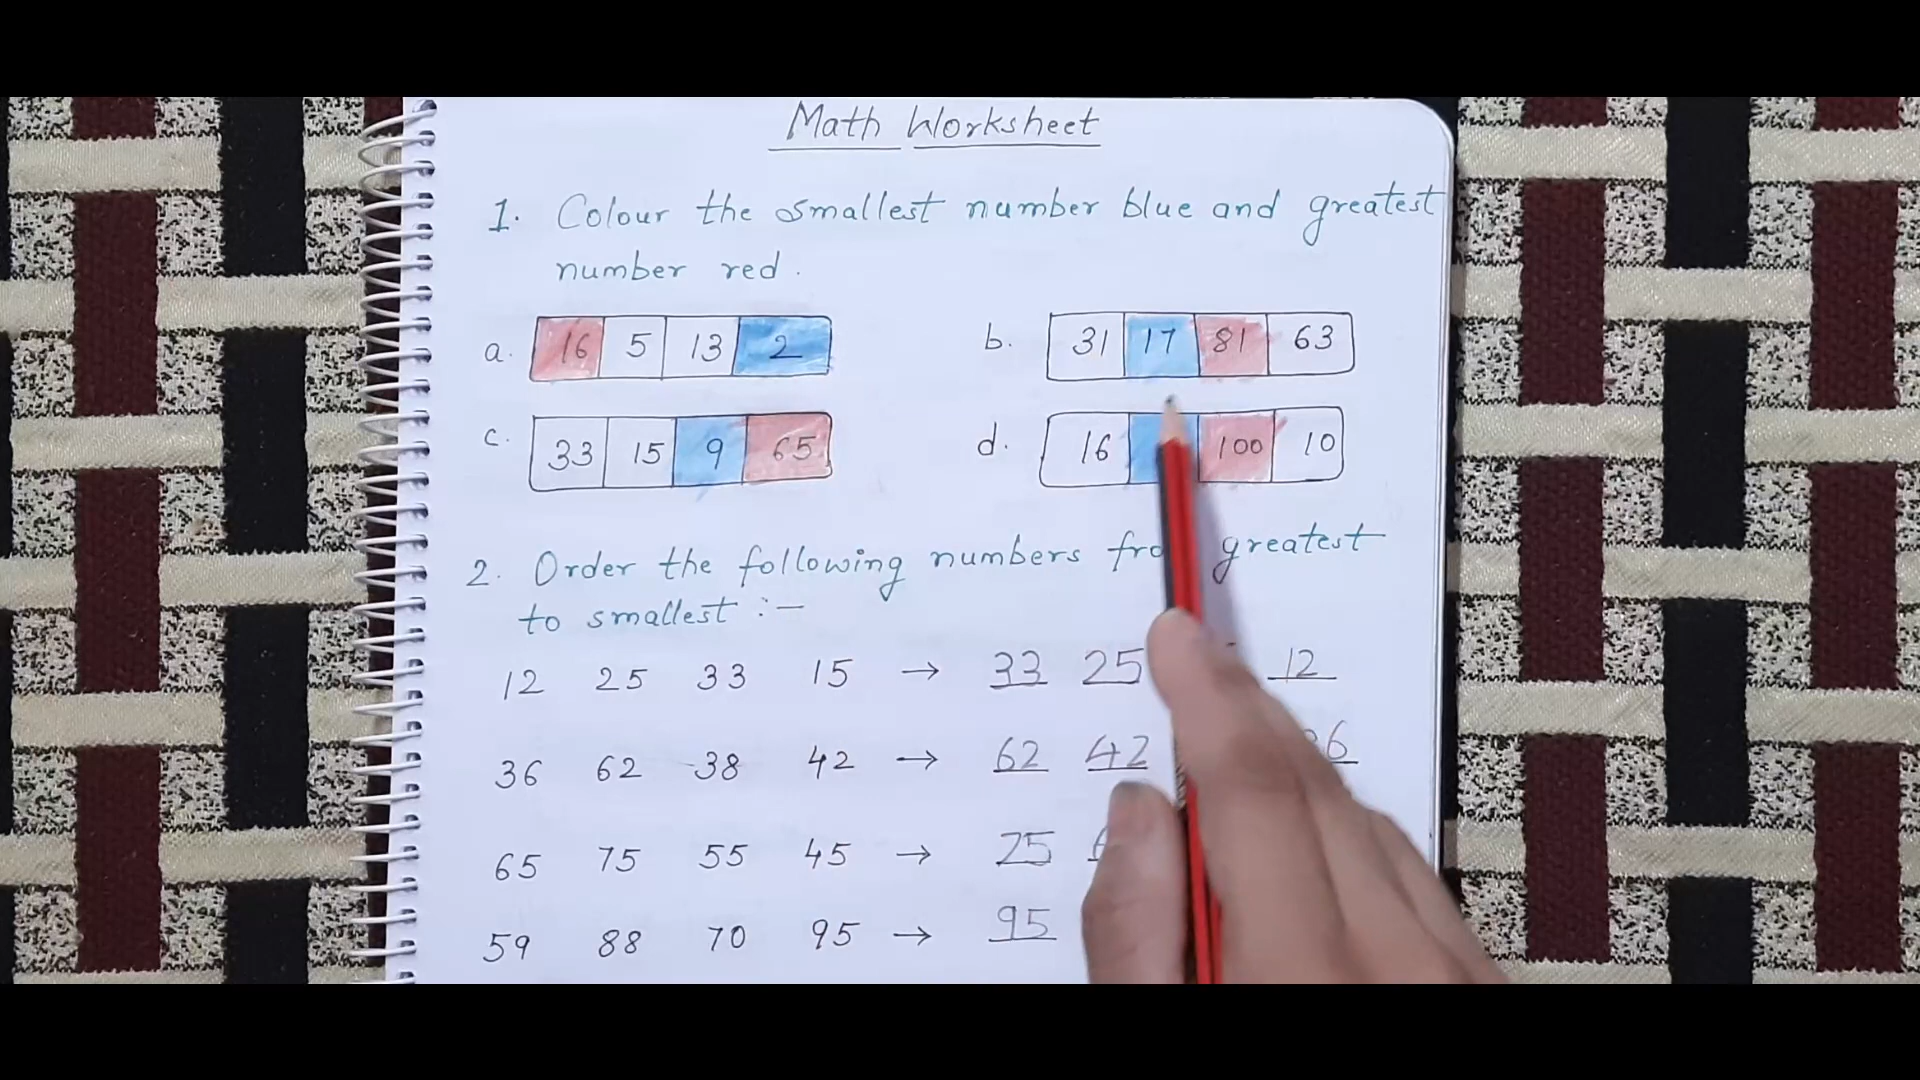 Math Worksheet
1. Colour the smallest number blue and greatest
number red.
a. 16 5 13 2
b. 31 17 81 63
c. 33 15 9 65
d. 16 100 10
2. Order the following numbers greatest
to smallest :-
12 25 33 15 → 33 25 12
36 62 38 42 → 62 42
65 75 55 45 → 75
59 88 70 95 → 95